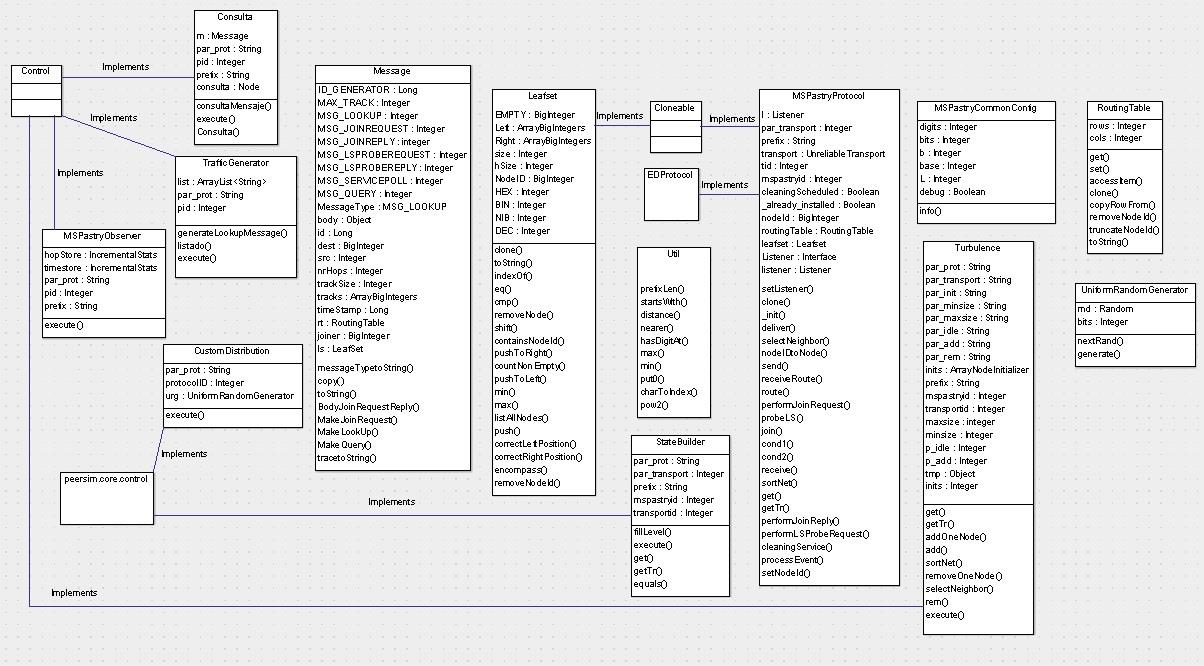 Consulta
m : Message
par_prot : String
pid : Integer
prefix : String
consulta : Node
consultaMensaje()
execute()
Consulta()
Control
Implements
Implements
Implements
TrafficGenerator
list : ArrayList<String>
par_prot : String
pid : Integer
generateLookupMessage()
listado()
execute()
MSPastryObserver
hopStore : IncrementalStats
timestore : IncrementalStats
par_prot : String
pid : Integer
prefix : String
execute()
CustomDistribution
par_prot : String
protocolID : Integer
urg : UniformRandomGenerator
execute()
Implements
peersim.core.control
Implements
Implements
Message
ID_GENERATOR : Long
MAX_TRACK : Integer
MSG_LOOKUP : Integer
MSG_JOINREQUEST : Integer
MSG_JOINREPLY : integer
MSG_LSPROBEREQUEST : Integer
MSG_LSPROBEREPLY : Integer
MSG_SERVICEPOLL : Integer
MSG_QUERY : Integer
MessageType : MSG_LOOKUP
body : Object
id : Long
dest : BigInteger
src : Integer
nrHops : Integer
trackSize : Integer
tracks : ArrayBigIntegers
timeStamp : Long
rt : RoutingTable
joiner : BigInteger
ls : LeafSet
messageTypetoString()
copy()
toString()
BodyJoinRequestReply()
MakeJoinRequest()
MakeLookUp()
MakeQuery()
tracetoString()
Leafset
EMPTY : BigInteger
Left : ArrayBigIntegers
Right : ArrayBigIntegers
size : Integer
hSize : Integer
NodeID : BigInteger
HEX : Integer
BIN : Integer
NIB : Integer
DEC : Integer
clone()
toString()
indexOf()
eq()
cmp()
removeNode()
shift()
containsNodeId()
pushToRight()
countNonEmpty()
pushToLeft()
min()
max()
listAllNodes()
push()
correctLeftPosition()
correctRightPosition()
encompass()
removeNodeId()
Implements
Cloneable
Implements
EDProtocol
Implements
Util
prefixLen()
startsWith()
distance()
nearer()
hasDigitAt()
max()
min()
put0()
charToIndex()
pow2()
StateBuilder
par_prot : String
par_transport : Integer
prefix : String
mspastryid : Integer
transportid : Integer
fillLevel()
execute()
get()
getTr()
equals()
MSPastryProtocol
l : Listener
par_transport : Integer
prefix : String
transport : UnreliableTransport
tid : Integer
mspastryid : Integer
cleaningScheduled : Boolean
_already_installed : Boolean
nodeId : BigInteger
routingTable : RoutingTable
leafset : Leafset
Listener : Interface
listener : Listener
setListener()
clone()
_init()
deliver()
selectNeighbor()
nodeIDtoNode()
send()
receiveRoute()
route()
performJoinRequest()
probeLS()
join()
cond1()
cond2()
receive()
sortNet()
get()
getTr()
performJoinReply()
performLSProbeRequest()
cleaningService()
processEvent()
setNodeId()
MSPastryCommonConfig
digits : Integer
bits : Integer
b : Integer
base : Integer
L : Integer
debug : Boolean
info()
Turbulence
par_prot : String
par_transport : String
par_init : String
par_minsize : String
par_maxsize : String
par_idle : String
par_add : String
par_rem : String
inits : ArrayNodeInitializer
prefix : String
mspastryid : Integer
transportid : Integer
maxsize : integer
minsize : Integer
p_idle : Integer
p_add : Integer
tmp : Object
inits : Integer
get()
getTr()
addOneNode()
add()
sortNet()
removeOneNode()
selectNeighbor()
rem()
execute()
RoutingTable
rows : Integer
cols : Integer
get()
set()
accessItem()
clone()
copyRowFrom()
removeNodeId()
truncateNodeId()
toString()
UniformRandomGenerator
rnd : Random
bits : Integer
nextRand()
generate()